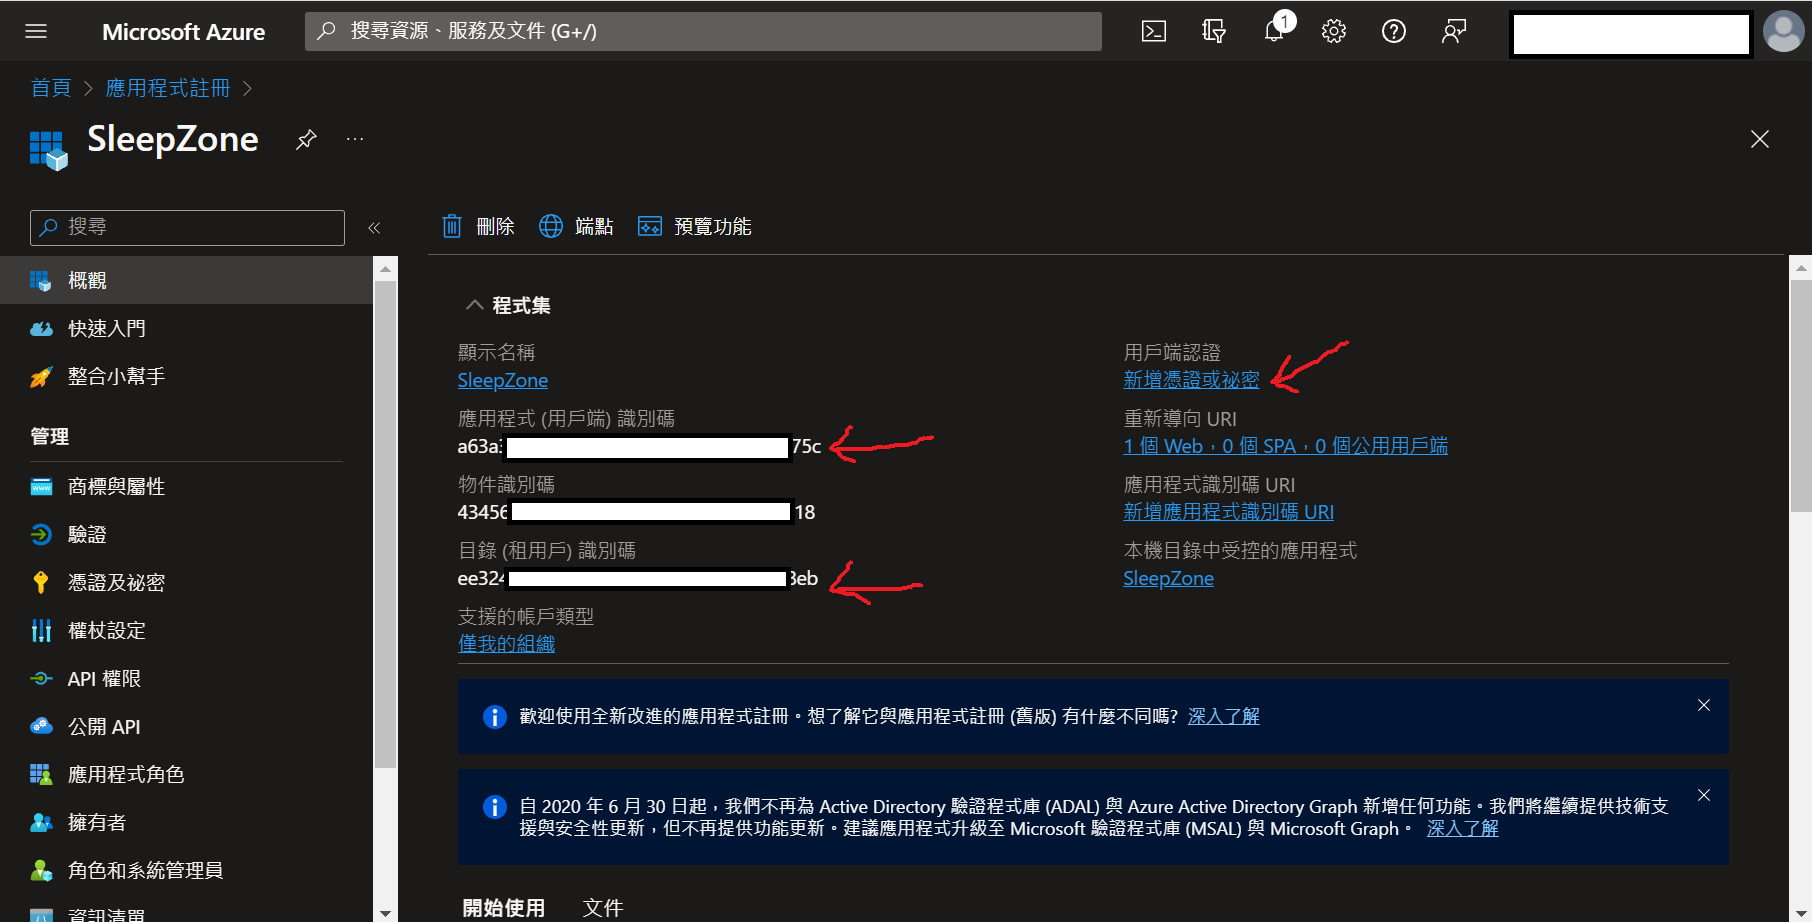 Microsoft Azure
搜尋資源、服務及文件 (G+/)
1
首頁 > 應用程式註冊 >
SleepZone
搜尋
刪除
端點
預覽功能
概觀
快速入門
整合小幫手
管理
商標與屬性
驗證
憑證及祕密
權杖設定
API 權限
公開 API
應用程式角色
擁有者
角色和系統管理員
資訊清單
程式集
顯示名稱
SleepZone
應用程式 (用戶端) 識別碼
a63a 75c
物件識別碼
43456 18
目錄 (租用戶) 識別碼
ee324 8eb
支援的帳戶類型
僅我的組織
用戶端認證
新增憑證或祕密
重新導向 URI
1 個 Web，0 個 SPA，0 個公用用戶端
應用程式識別碼 URI
新增應用程式識別碼 URI
本機目錄中受控的應用程式
SleepZone
歡迎使用全新改進的應用程式註冊。想了解它與應用程式註冊 (舊版) 有什麼不同嗎? 深入了解
自 2020 年 6 月 30 日起，我們不再為 Active Directory 驗證程式庫 (ADAL) 與 Azure Active Directory Graph 新增任何功能。我們將繼續提供技術支
援與安全性更新，但不再提供功能更新。建議應用程式升級至 Microsoft 驗證程式庫 (MSAL) 與 Microsoft Graph。 深入了解
開始使用
文件